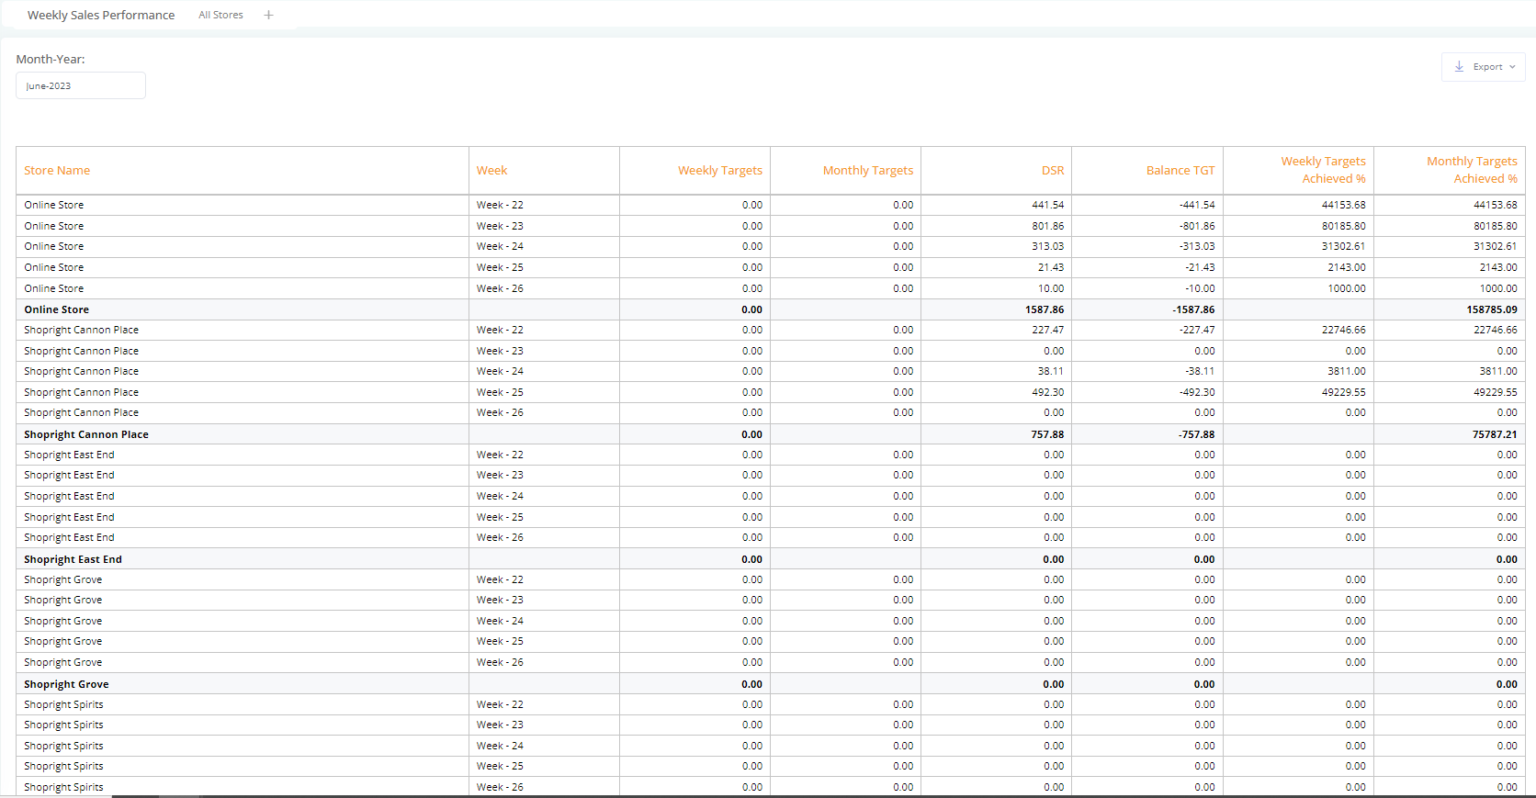 Weekly Sales Performance All Stores +
Month-Year:
June-2023
Export
Store Name Week Weekly Targets Monthly Targets DSR Balance TGT Weekly Targets Achieved % Monthly Targets Achieved %
Online Store Week - 22 0.00 0.00 441.54 -441.54 44153.68 44153.68
Online Store Week - 23 0.00 0.00 801.86 -801.86 80185.80 80185.80
Online Store Week - 24 0.00 0.00 313.03 -313.03 31302.61 31302.61
Online Store Week - 25 0.00 0.00 21.43 -21.43 2143.00 2143.00
Online Store Week - 26 0.00 0.00 10.00 -10.00 1000.00 1000.00
Online Store 0.00 1587.86 -1587.86 158785.09
Shopright Cannon Place Week - 22 0.00 0.00 227.47 -227.47 22746.66 22746.66
Shopright Cannon Place Week - 23 0.00 0.00 0.00 0.00 0.00 0.00
Shopright Cannon Place Week - 24 0.00 0.00 38.11 -38.11 3811.00 3811.00
Shopright Cannon Place Week - 25 0.00 0.00 492.30 -492.30 49229.55 49229.55
Shopright Cannon Place Week - 26 0.00 0.00 0.00 0.00 0.00 0.00
Shopright Cannon Place 0.00 757.88 -757.88 75787.21
Shopright East End Week - 22 0.00 0.00 0.00 0.00 0.00 0.00
Shopright East End Week - 23 0.00 0.00 0.00 0.00 0.00 0.00
Shopright East End Week - 24 0.00 0.00 0.00 0.00 0.00 0.00
Shopright East End Week - 25 0.00 0.00 0.00 0.00 0.00 0.00
Shopright East End Week - 26 0.00 0.00 0.00 0.00 0.00 0.00
Shopright East End 0.00 0.00 0.00 0.00
Shopright Grove Week - 22 0.00 0.00 0.00 0.00 0.00 0.00
Shopright Grove Week - 23 0.00 0.00 0.00 0.00 0.00 0.00
Shopright Grove Week - 24 0.00 0.00 0.00 0.00 0.00 0.00
Shopright Grove Week - 25 0.00 0.00 0.00 0.00 0.00 0.00
Shopright Grove Week - 26 0.00 0.00 0.00 0.00 0.00 0.00
Shopright Grove 0.00 0.00 0.00 0.00
Shopright Spirits Week - 22 0.00 0.00 0.00 0.00 0.00 0.00
Shopright Spirits Week - 23 0.00 0.00 0.00 0.00 0.00 0.00
Shopright Spirits Week - 24 0.00 0.00 0.00 0.00 0.00 0.00
Shopright Spirits Week - 25 0.00 0.00 0.00 0.00 0.00 0.00
Shopright Spirits Week - 26 0.00 0.00 0.00 0.00 0.00 0.00